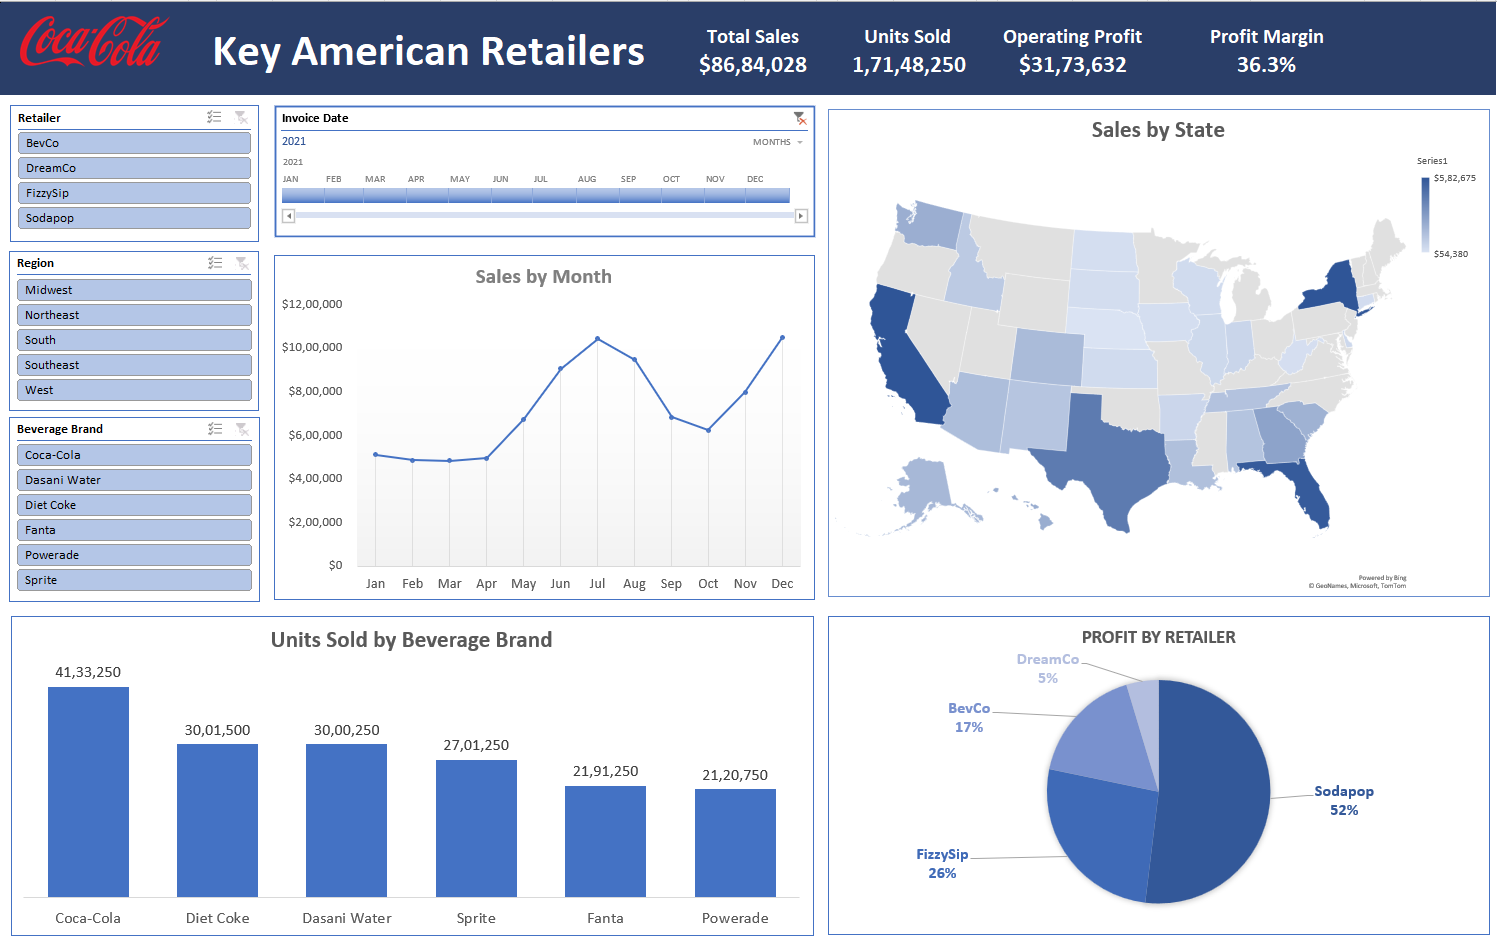 Coca-Cola
Key American Retailers
Total Sales
$86,84,028
Units Sold
1,71,48,250
Operating Profit
$31,73,632
Profit Margin
36.3%
Retailer
BevCo
DreamCo
FizzySip
Sodapop
Region
Midwest
Northeast
South
Southeast
West
Beverage Brand
Coca-Cola
Dasani Water
Diet Coke
Fanta
Powerade
Sprite
Invoice Date
2021
MONTHS
2021
JAN FEB MAR APR MAY JUN JUL AUG SEP OCT NOV DEC
Sales by Month
$12,00,000
$10,00,000
$8,00,000
$6,00,000
$4,00,000
$2,00,000
$0
Jan Feb Mar Apr May Jun Jul Aug Sep Oct Nov Dec
Sales by State
Series1
$5,82,675
$54,380
Powered by Bing
© GeoNames, Microsoft, TomTom
Units Sold by Beverage Brand
41,33,250
30,01,500
30,00,250
27,01,250
21,91,250
21,20,750
Coca-Cola Diet Coke Dasani Water Sprite Fanta Powerade
PROFIT BY RETAILER
DreamCo
5%
BevCo
17%
Sodapop
52%
FizzySip
26%